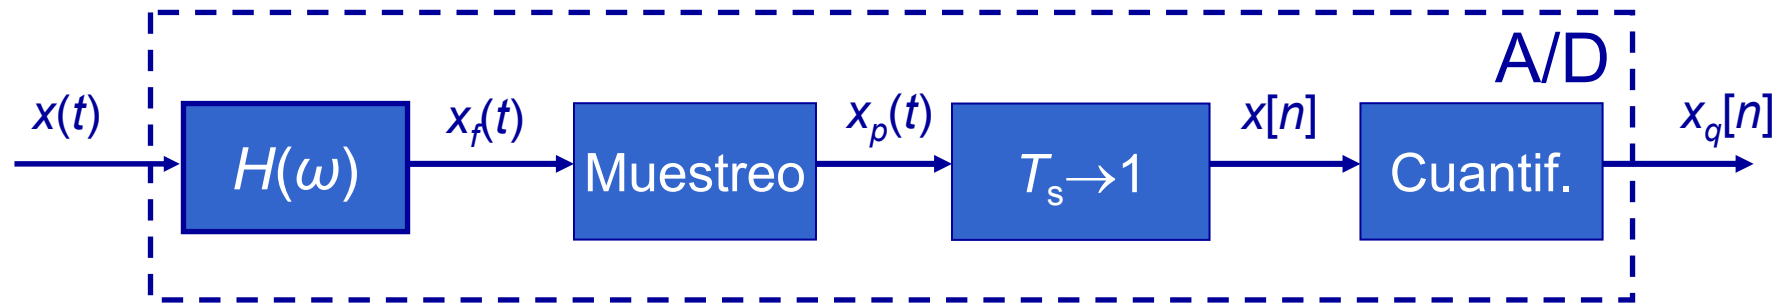 A/D
x(t)
H(ω)
x_f(t)
Muestreo
x_p(t)
T_s→1
x[n]
Cuantif.
x_q[n]